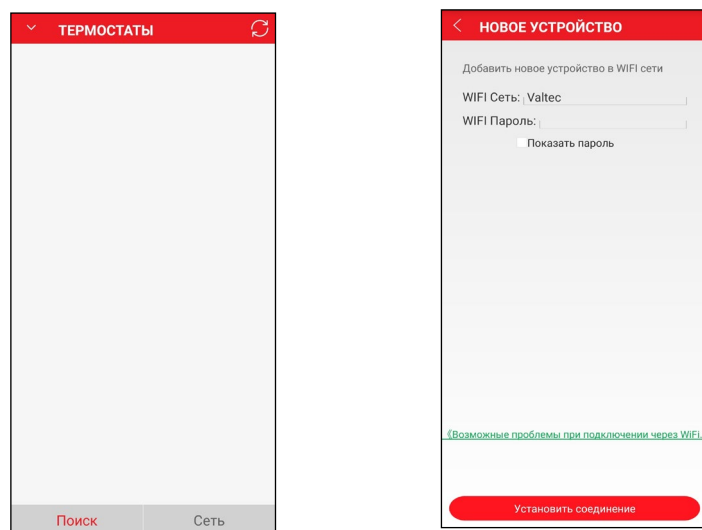 ТЕРМОСТАТЫ
Поиск
Сеть
НОВОЕ УСТРОЙСТВО
Добавить новое устройство в WIFI сети
WIFI Сеть: Valtec
WIFI Пароль:
Показать пароль
《Возможные проблемы при подключении через WiFi.
Установить соединение